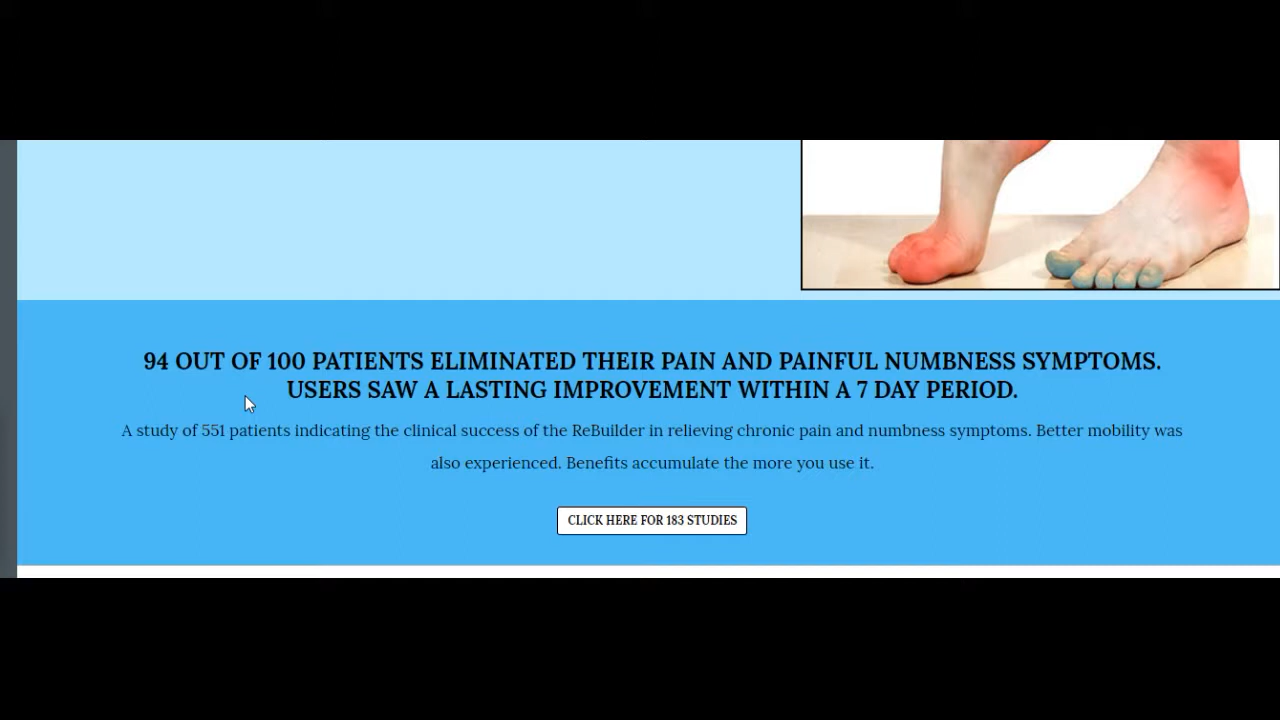 94 OUT OF 100 PATIENTS ELIMINATED THEIR PAIN AND PAINFUL NUMBNESS SYMPTOMS.
USERS SAW A LASTING IMPROVEMENT WITHIN A 7 DAY PERIOD.
A study of 551 patients indicating the clinical success of the ReBuilder in relieving chronic pain and numbness symptoms. Better mobility was
also experienced. Benefits accumulate the more you use it.
CLICK HERE FOR 183 STUDIES